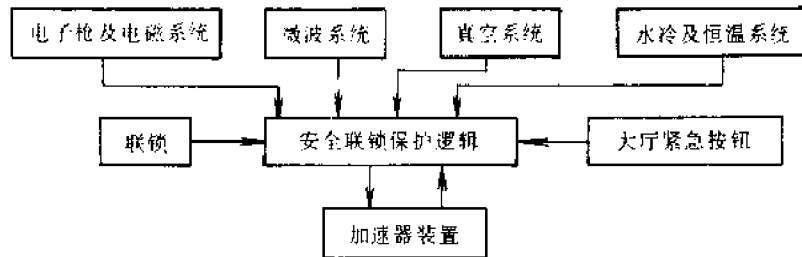 电子枪及电磁系统
微波系统
真空系统
水冷及恒温系统
联锁
安全联锁保护逻辑
大厅紧急按钮
加速器装置